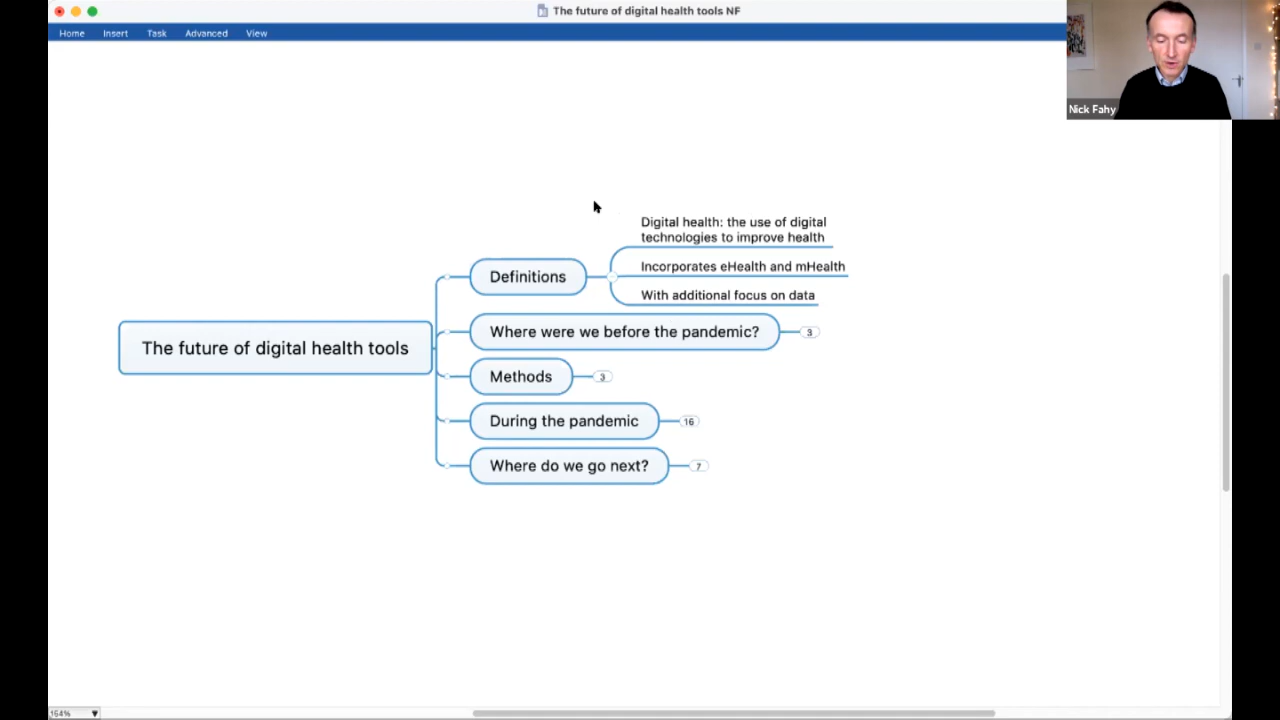 The future of digital health tools NF
Home Insert Task Advanced View
Nick Fahy
Digital health: the use of digital
technologies to improve health
Definitions
Incorporates eHealth and mHealth
With additional focus on data
Where were we before the pandemic? 3
The future of digital health tools
Methods 3
During the pandemic 16
Where do we go next? 7
164%